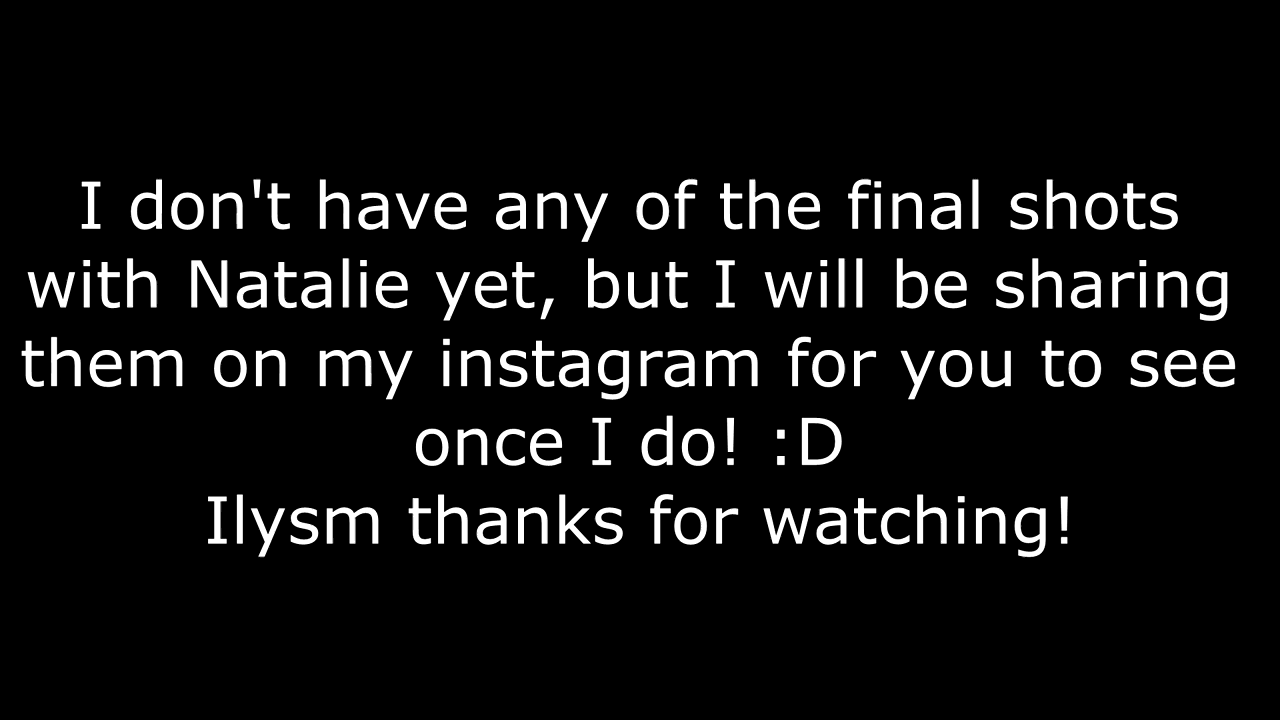 I don't have any of the final shots
with Natalie yet, but I will be sharing
them on my instagram for you to see
once I do! :D
Ilysm thanks for watching!